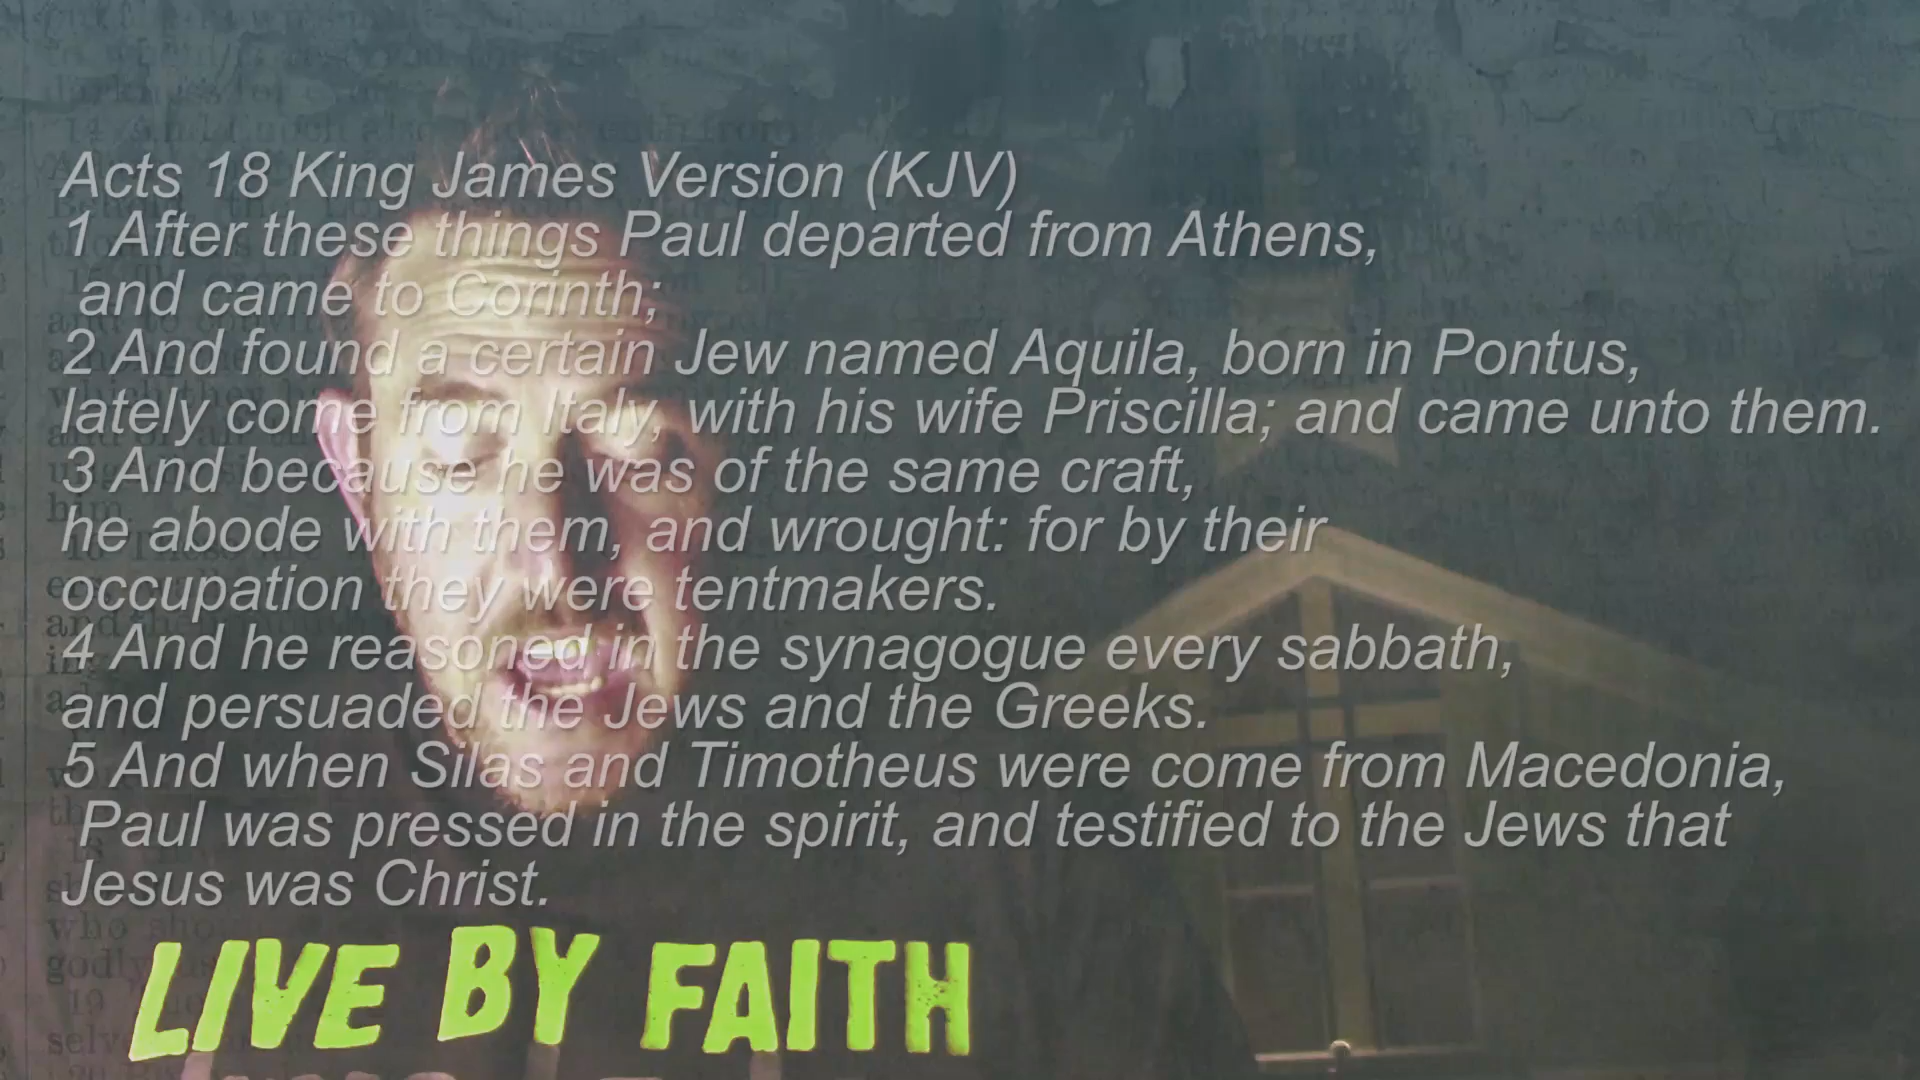 Acts 18 King James Version (KJV)
1 After these things Paul departed from Athens,
and came to Corinth;
2 And found a certain Jew named Aquila, born in Pontus,
lately come from Italy, with his wife Priscilla; and came unto them.
3 And because he was of the same craft,
he abode with them, and wrought: for by their
occupation they were tentmakers.
4 And he reasoned in the synagogue every sabbath,
and persuaded the Jews and the Greeks.
5 And when Silas and Timotheus were come from Macedonia,
Paul was pressed in the spirit, and testified to the Jews that
Jesus was Christ.
LIVE BY FAITH